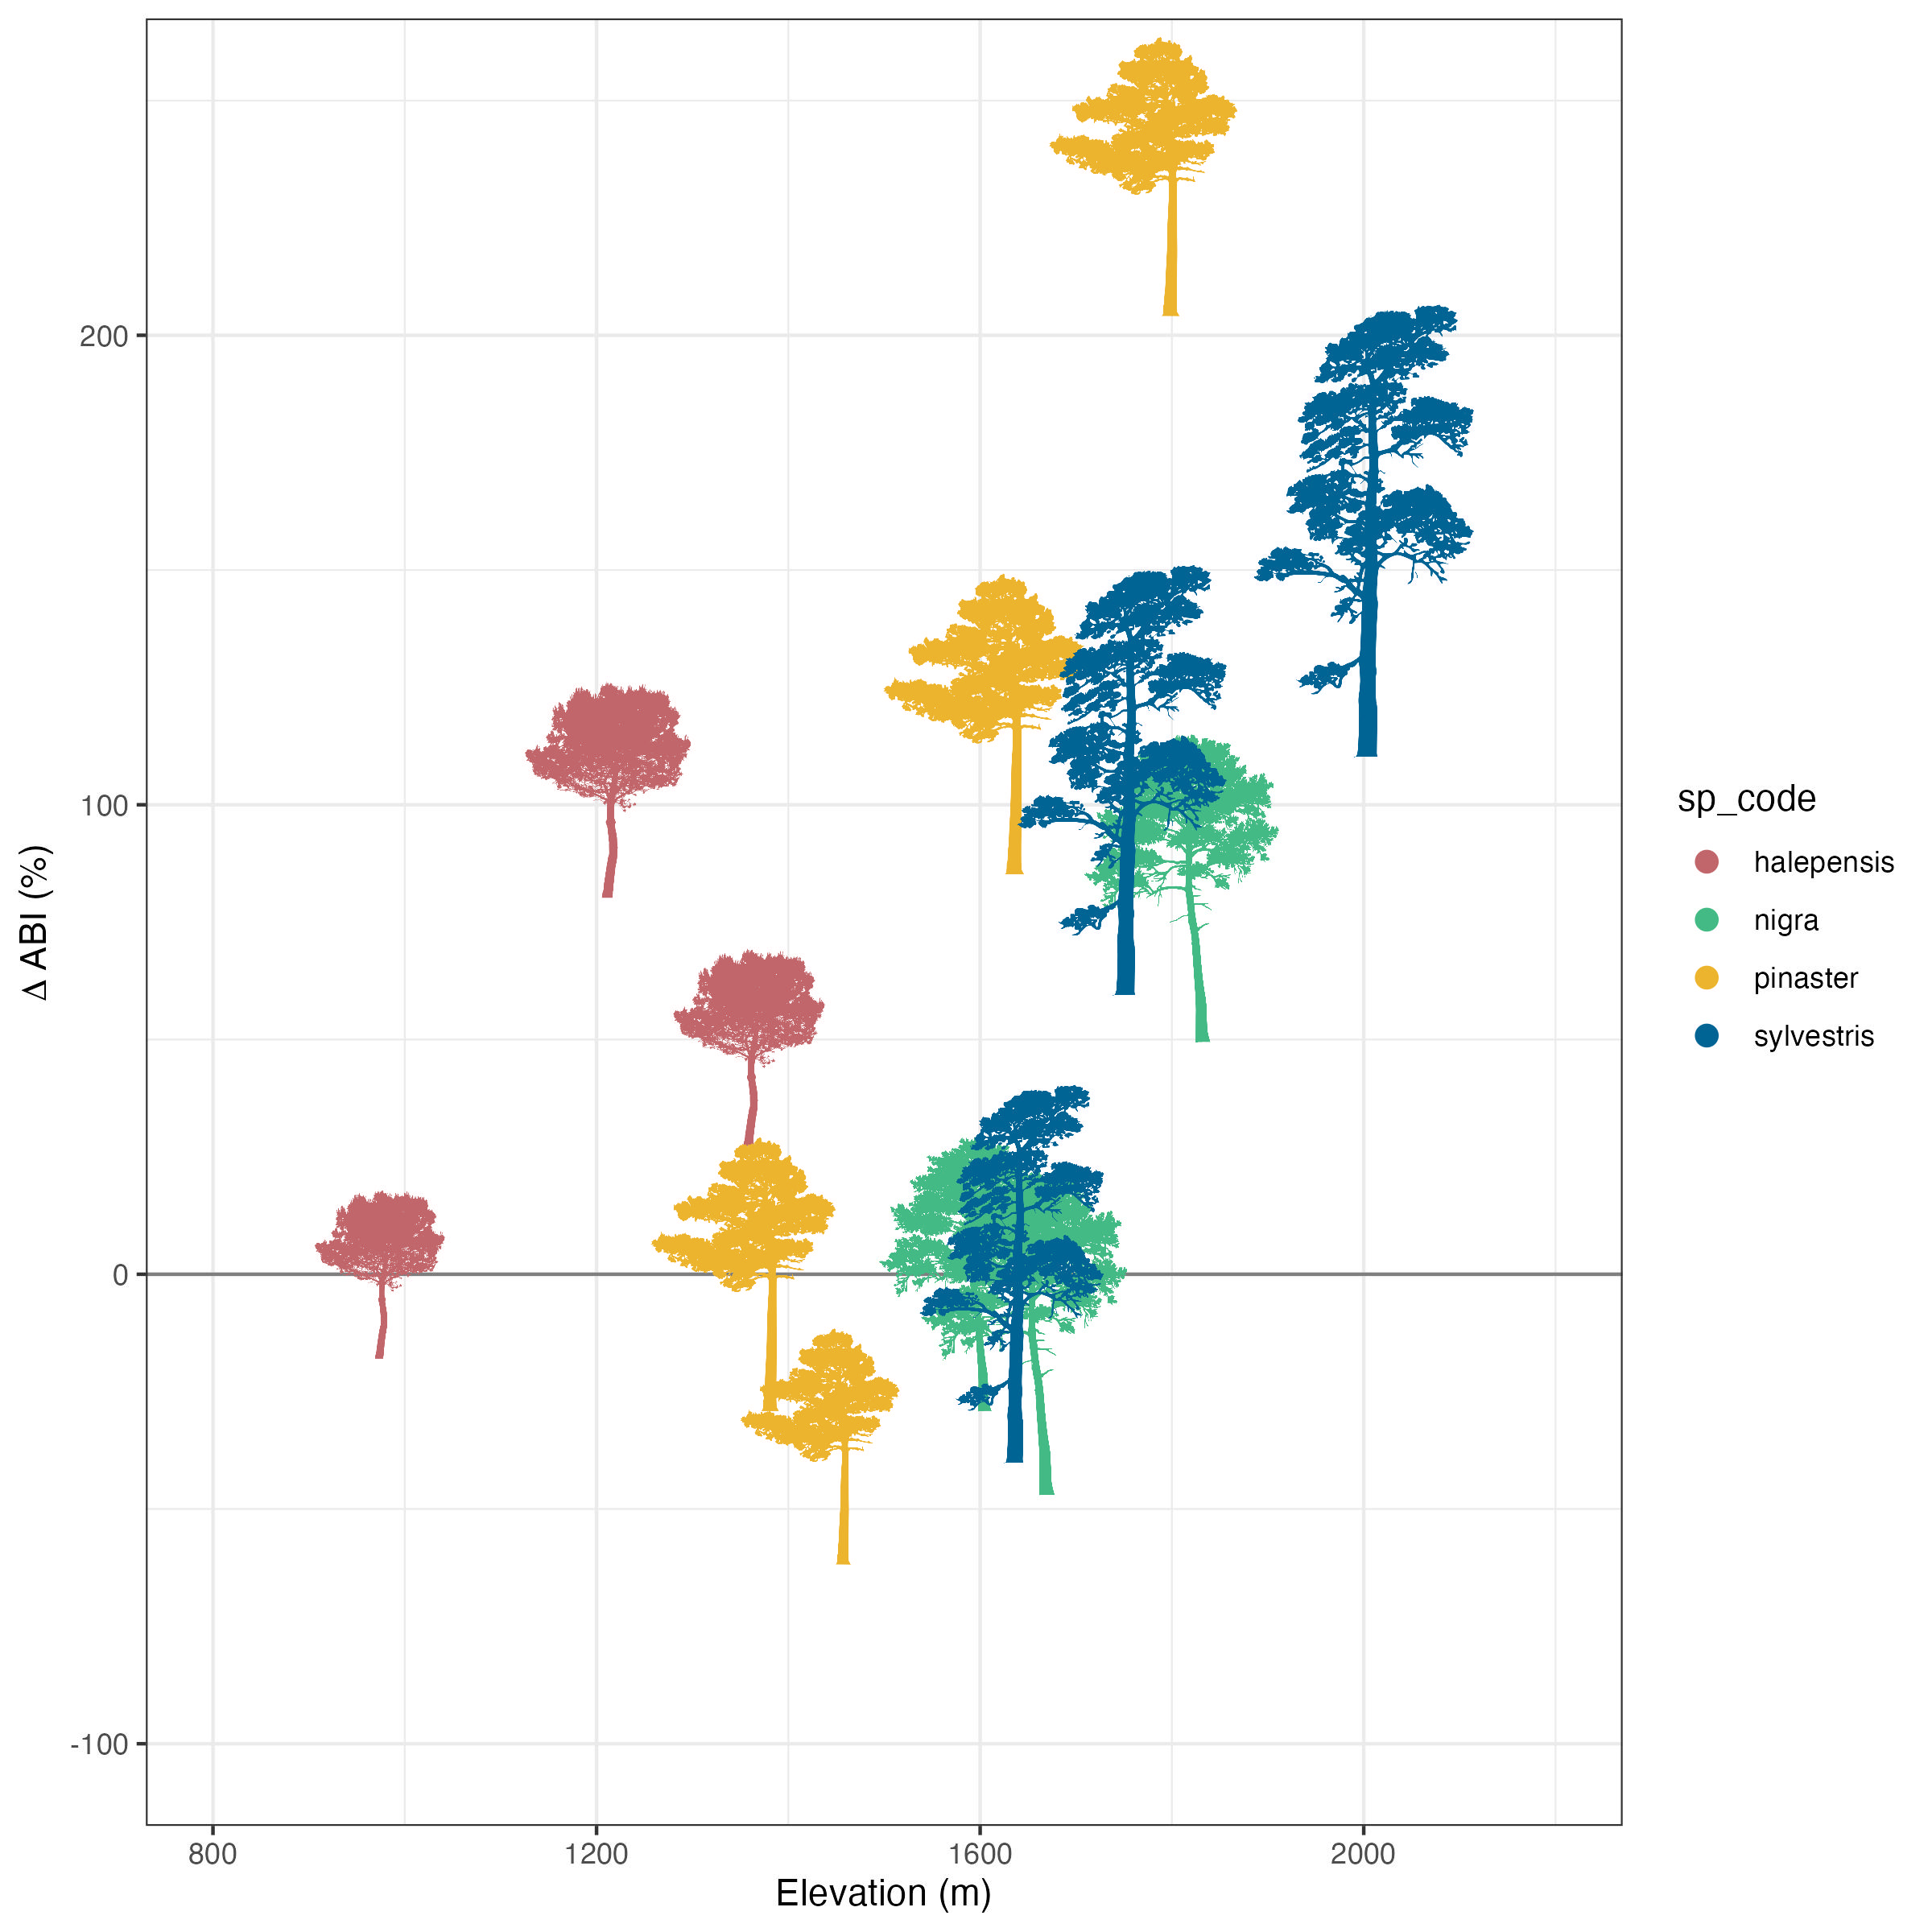 Δ ABI (%)
200
100
0
-100
800 1200 1600 2000
Elevation (m)
sp_code
halepensis
nigra
pinaster
sylvestris